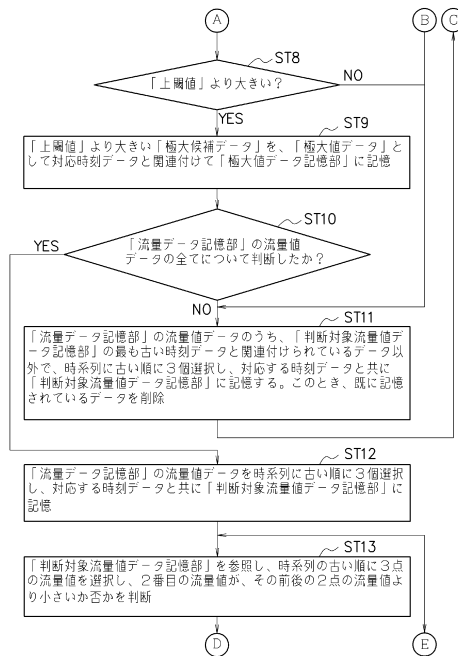 A
B
C
ST8
「上閾値」より大きい?
NO
YES
ST9
「上閾値」より大きい「極大候補データ」を、「極大値データ」と
して対応時刻データと関連付けて「極大値データ記憶部」に記憶
ST10
YES
「流量データ記憶部」の流量値
データの全てについて判断したか?
NO
ST11
「流量データ記憶部」の流量値データのうち、「判断対象流量値デ
ータ記憶部」の最も古い時刻データと関連付けられているデータ以
外で、時系列に古い順に3個選択し、対応する時刻データと共に
「判断対象流量値データ記憶部」に記憶する。このとき、既に記憶
されているデータを削除
ST12
「流量データ記憶部」の流量値データを時系列に古い順に3個選択
し、対応する時刻データと共に「判断対象流量値データ記憶部」に
記憶
ST13
「判断対象流量値データ記憶部」を参照し、時系列の古い順に3点
の流量値を選択し、2番目の流量値が、その前後の2点の流量値よ
り小さいか否かを判断
D
E